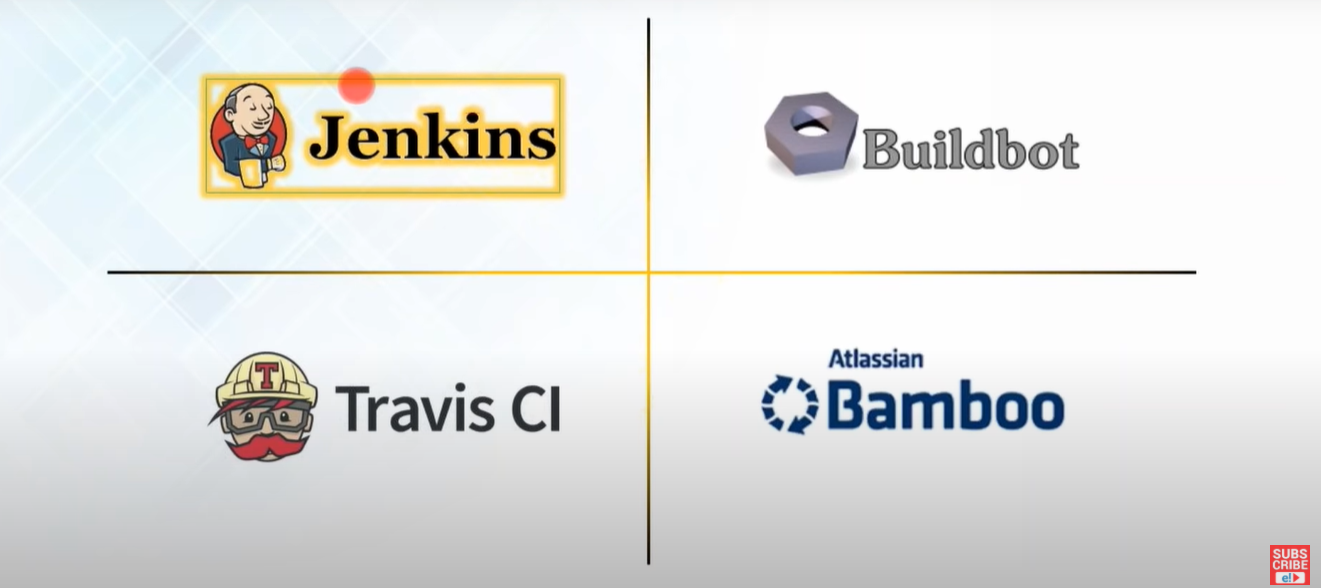 Jenkins
Buildbot
T
Travis CI
Atlassian
Bamboo
SUBS
CRIBE
e!